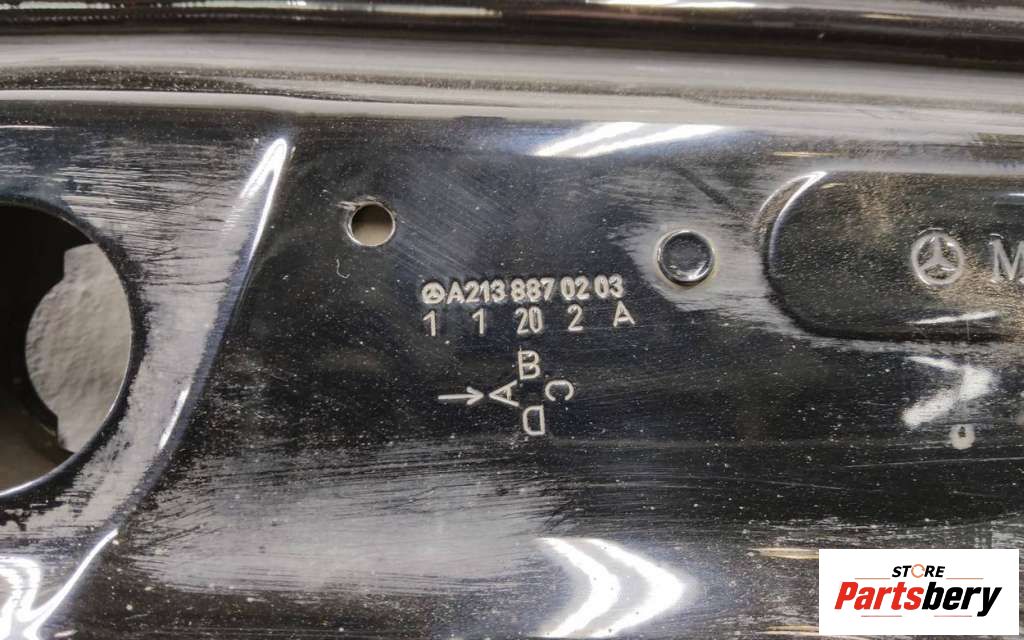 A213 887 02 03
M
1 1 20 2 A
B
A C
D
STORE
Partsbery